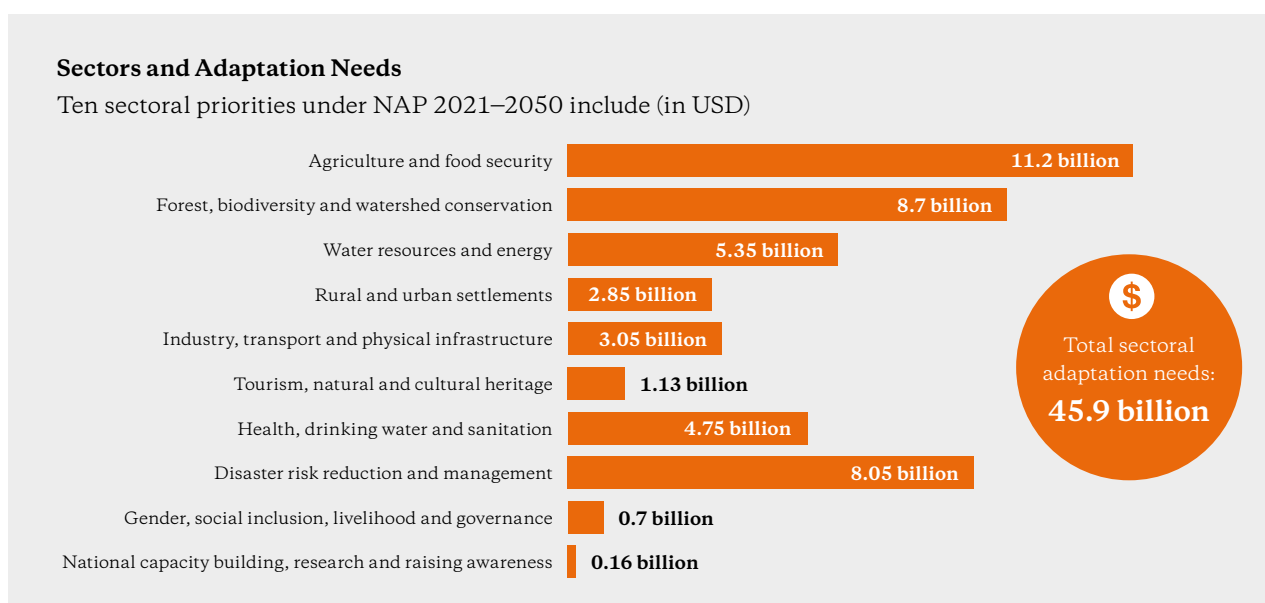 Sectors and Adaptation Needs
Ten sectoral priorities under NAP 2021–2050 include (in USD)
Agriculture and food security 11.2 billion
Forest, biodiversity and watershed conservation 8.7 billion
Water resources and energy 5.35 billion
Rural and urban settlements 2.85 billion
Industry, transport and physical infrastructure 3.05 billion
Tourism, natural and cultural heritage 1.13 billion
Health, drinking water and sanitation 4.75 billion
Disaster risk reduction and management 8.05 billion
Gender, social inclusion, livelihood and governance 0.7 billion
National capacity building, research and raising awareness 0.16 billion
$
Total sectoral
adaptation needs:
45.9 billion